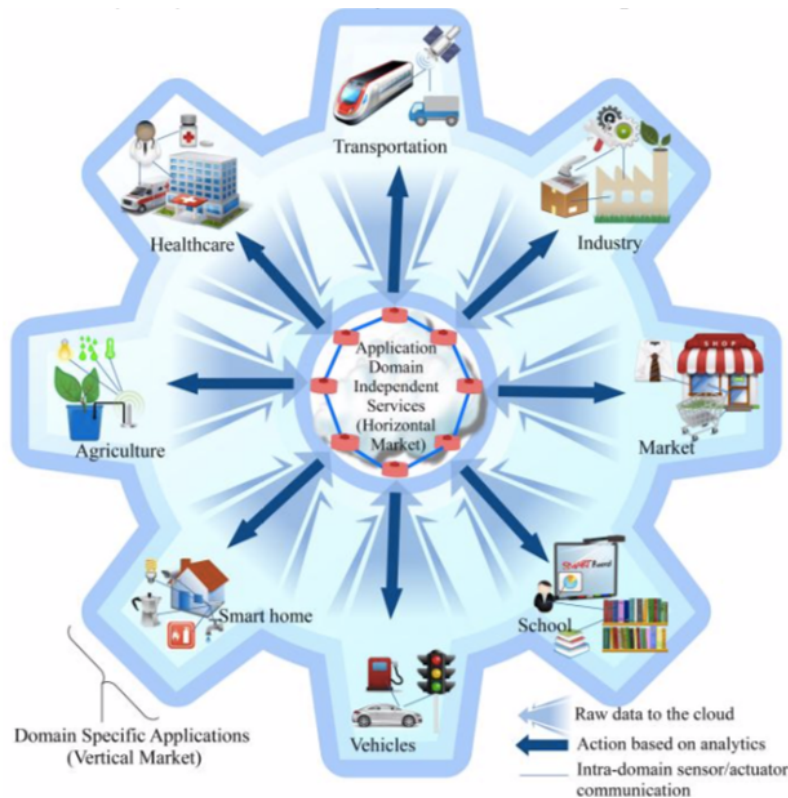 Transportation
Healthcare
Industry
Application
Domain
Independent
Services
(Horizontal
Market)
SHOP
Agriculture
Market
Smart home
School
Vehicles
Domain Specific Applications
(Vertical Market)
Raw data to the cloud
Action based on analytics
Intra-domain sensor/actuator
communication